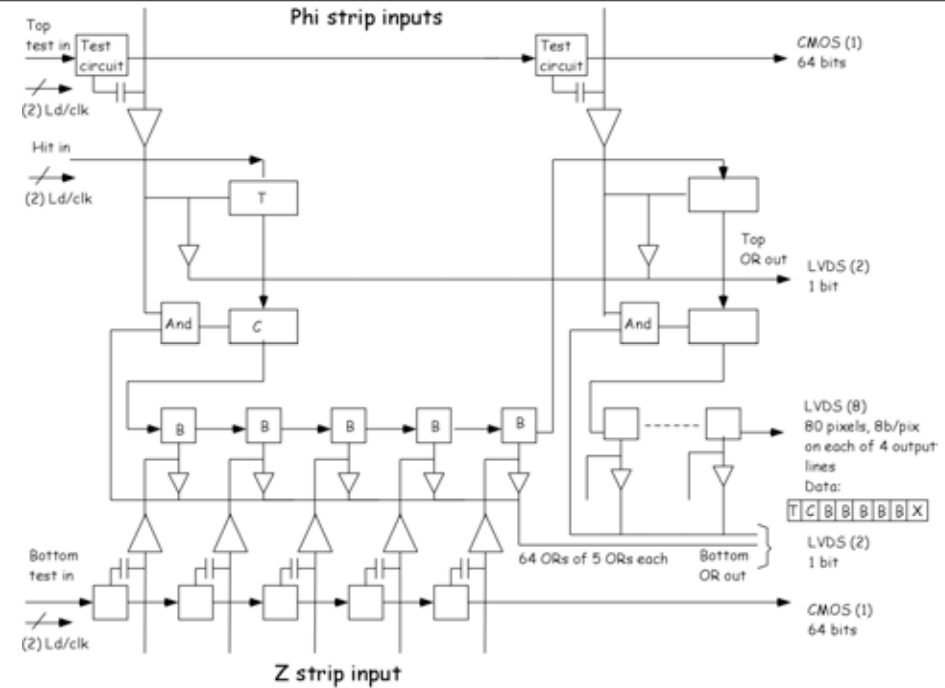 Phi strip inputs
Top
test in
Test
circuit
Test
circuit
CMOS (1)
64 bits
(2) Ld/clk
Hit in
(2) Ld/clk
T
Top
OR out
LVDS (2)
1 bit
And
C
And
B
B
B
B
B
LVDS (8)
80 pixels, 8b/pix
on each of 4 output
lines
Data:
T C B B B B B X
Bottom
test in
64 ORs of 5 ORs each
Bottom
OR out
LVDS (2)
1 bit
(2) Ld/clk
CMOS (1)
64 bits
Z strip input